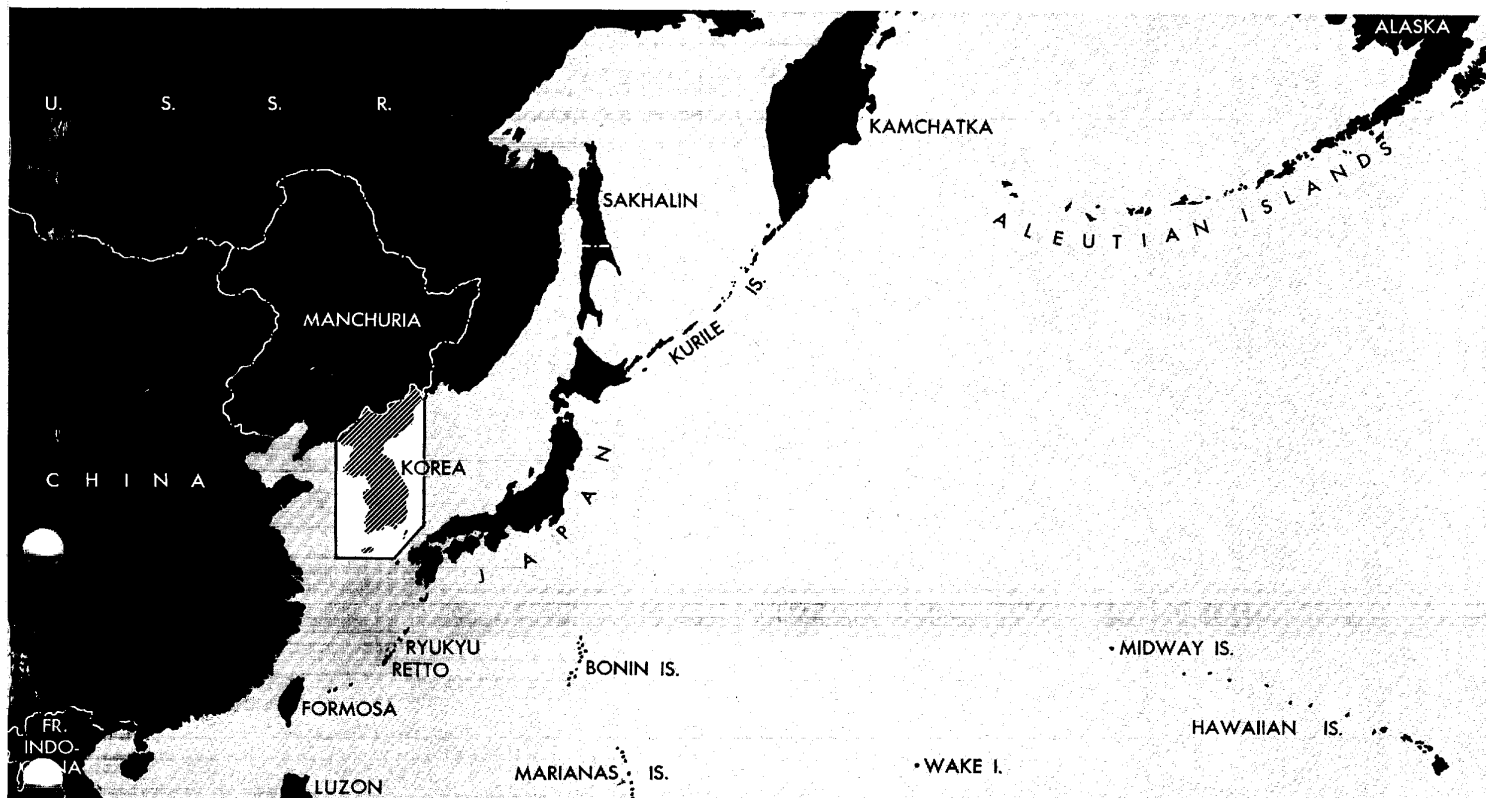 ALASKA
U. S. S. R.
KAMCHATKA
ALEUTIAN ISLANDS
SAKHALIN
KURILE IS.
MANCHURIA
KOREA
CHINA
JAPAN
RYUKYU
RETTO
BONIN IS.
MIDWAY IS.
FORMOSA
HAWAIIAN IS.
FR.
INDO-
MARIANAS IS.
WAKE I.
LUZON